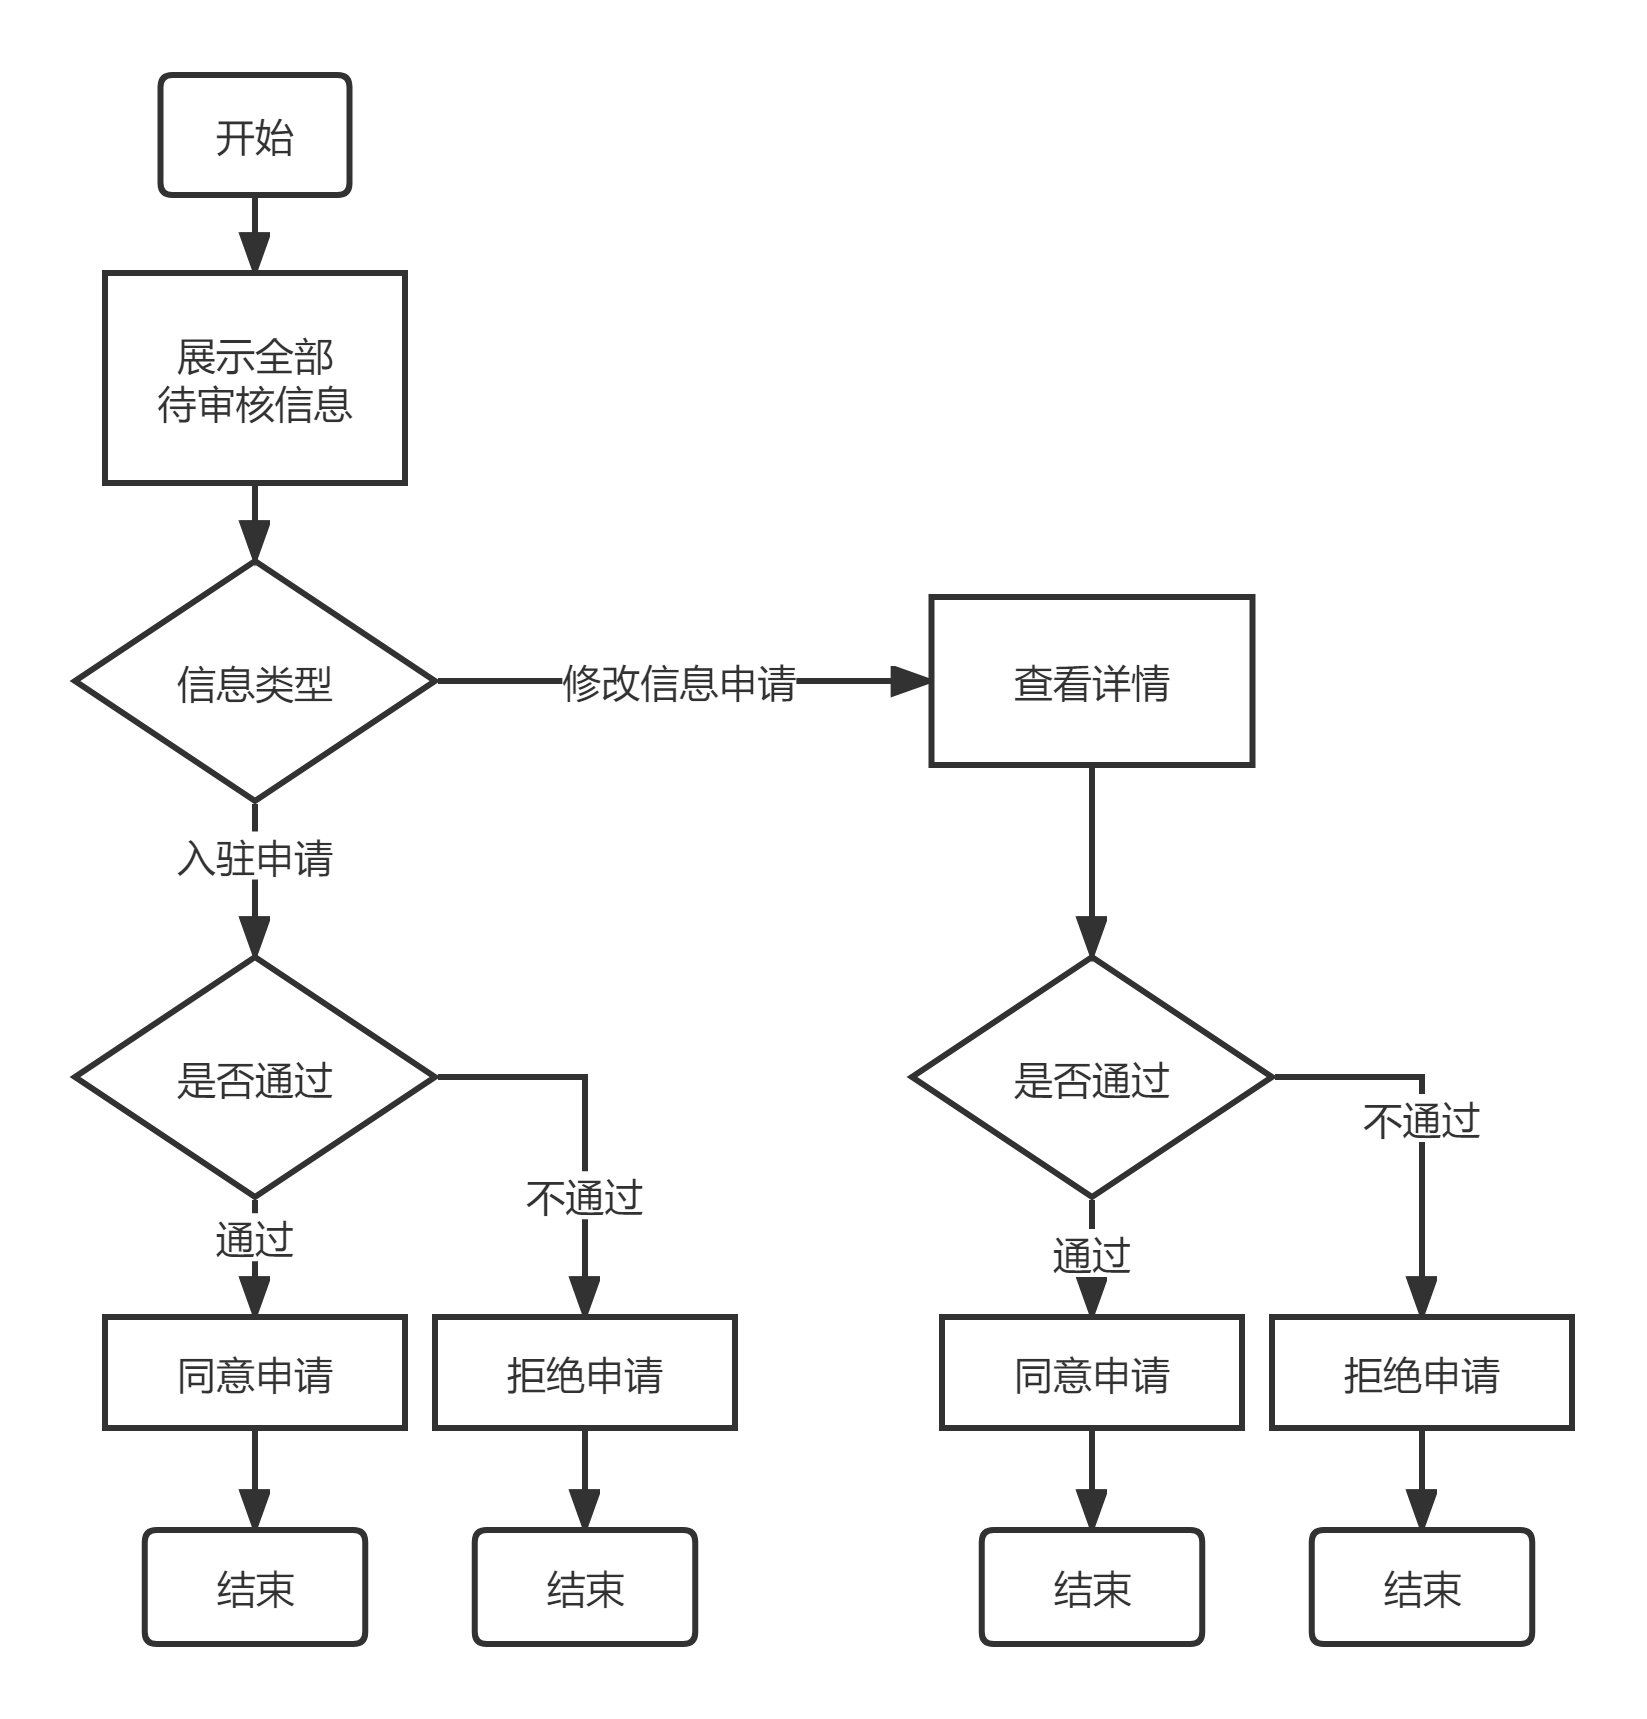 开始
展示全部
待审核信息
信息类型
修改信息申请
查看详情
入驻申请
是否通过
是否通过
不通过
不通过
通过
通过
同意申请
拒绝申请
同意申请
拒绝申请
结束
结束
结束
结束